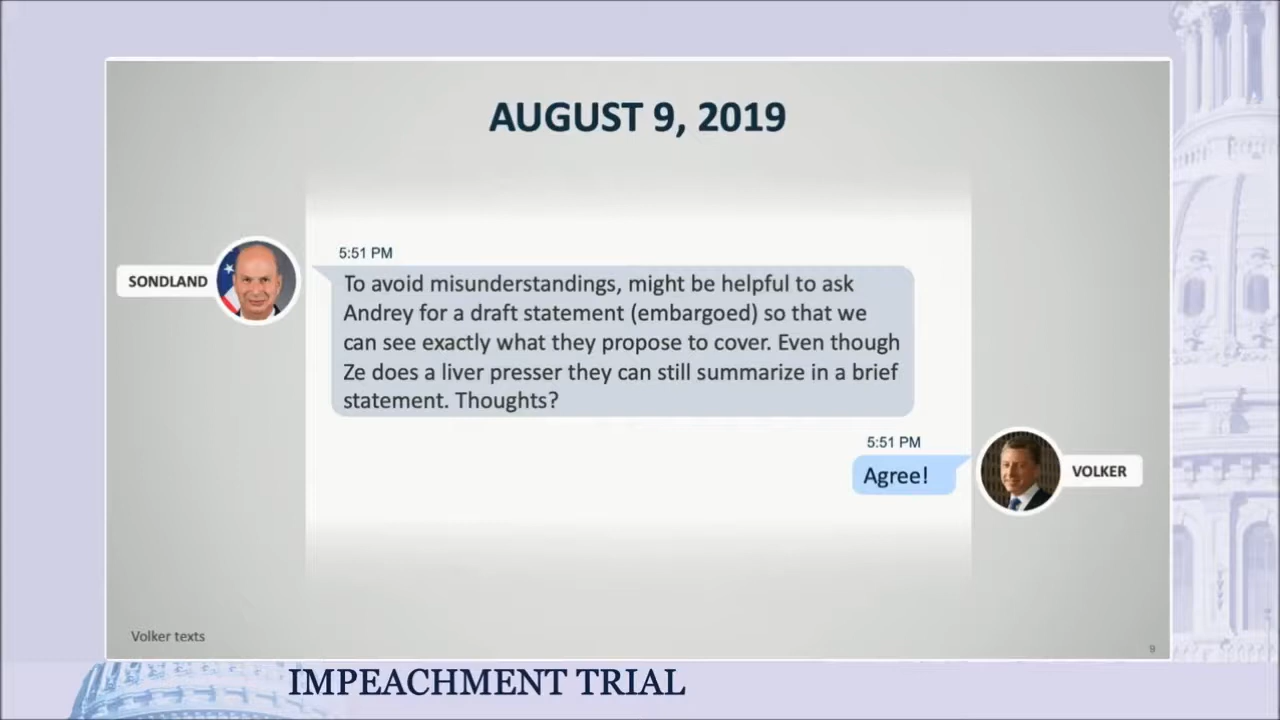 AUGUST 9, 2019
5:51 PM
SONDLAND
To avoid misunderstandings, might be helpful to ask
Andrey for a draft statement (embargoed) so that we
can see exactly what they propose to cover. Even though
Ze does a liver presser they can still summarize in a brief
statement. Thoughts?
5:51 PM
Agree!
VOLKER
Volker texts
9
IMPEACHMENT TRIAL